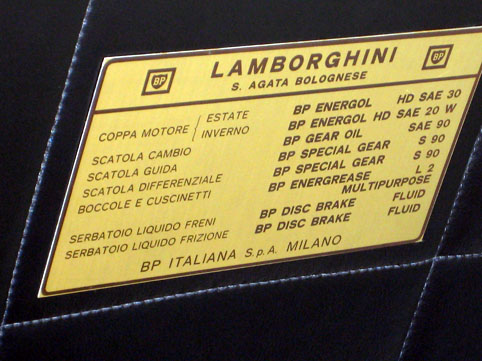 BP LAMBORGHINI BP
S. AGATA BOLOGNESE
COPPA MOTORE / ESTATE BP ENERGOL HD SAE 30
INVERNO BP ENERGOL HD SAE 20 W
SCATOLA CAMBIO BP GEAR OIL SAE 90
SCATOLA GUIDA BP SPECIAL GEAR S 90
SCATOLA DIFFERENZIALE BP SPECIAL GEAR S 90
BOCCOLE E CUSCINETTI BP ENERGREASE L 2
MULTIPURPOSE
SERBATOIO LIQUIDO FRENI BP DISC BRAKE FLUID
SERBATOIO LIQUIDO FRIZIONE BP DISC BRAKE FLUID
BP ITALIANA S.p.A. MILANO